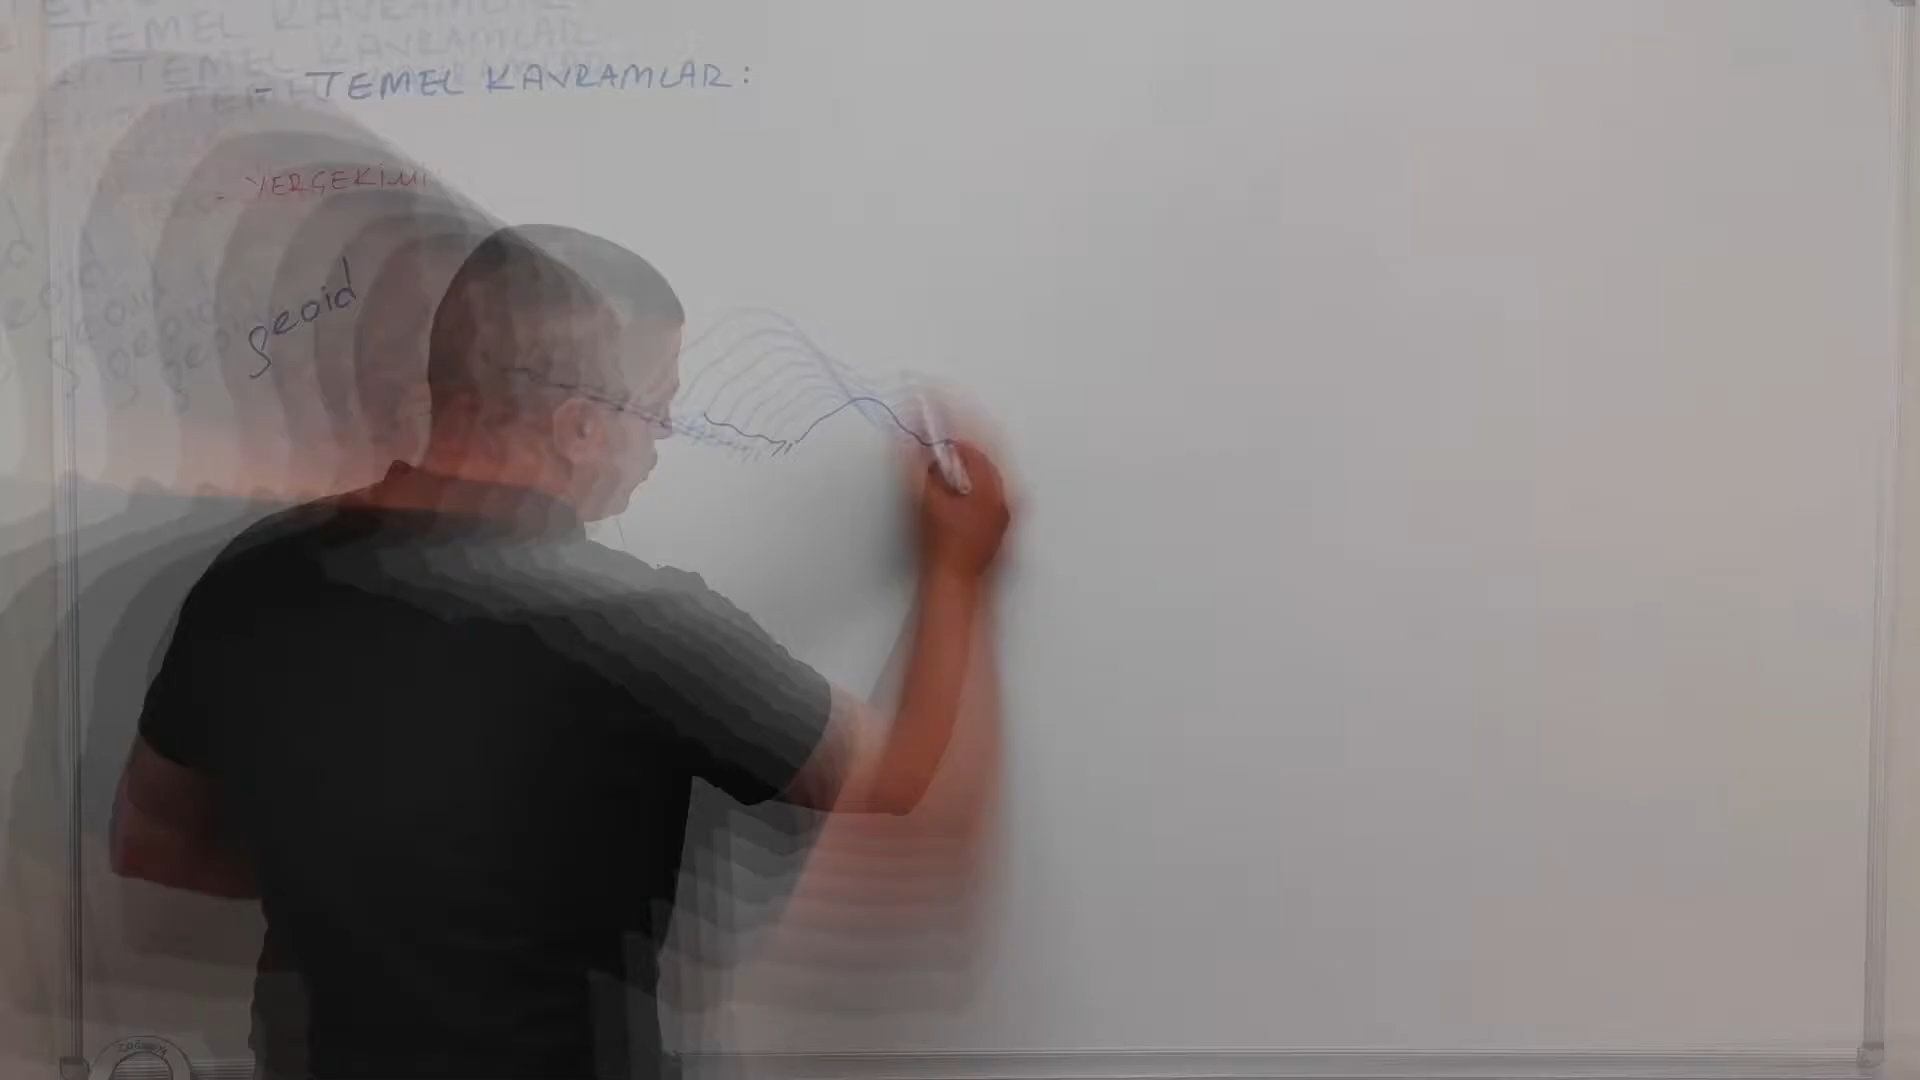 - TEMEL KAVRAMLAR:
- YERÇEKİMİ
geoid